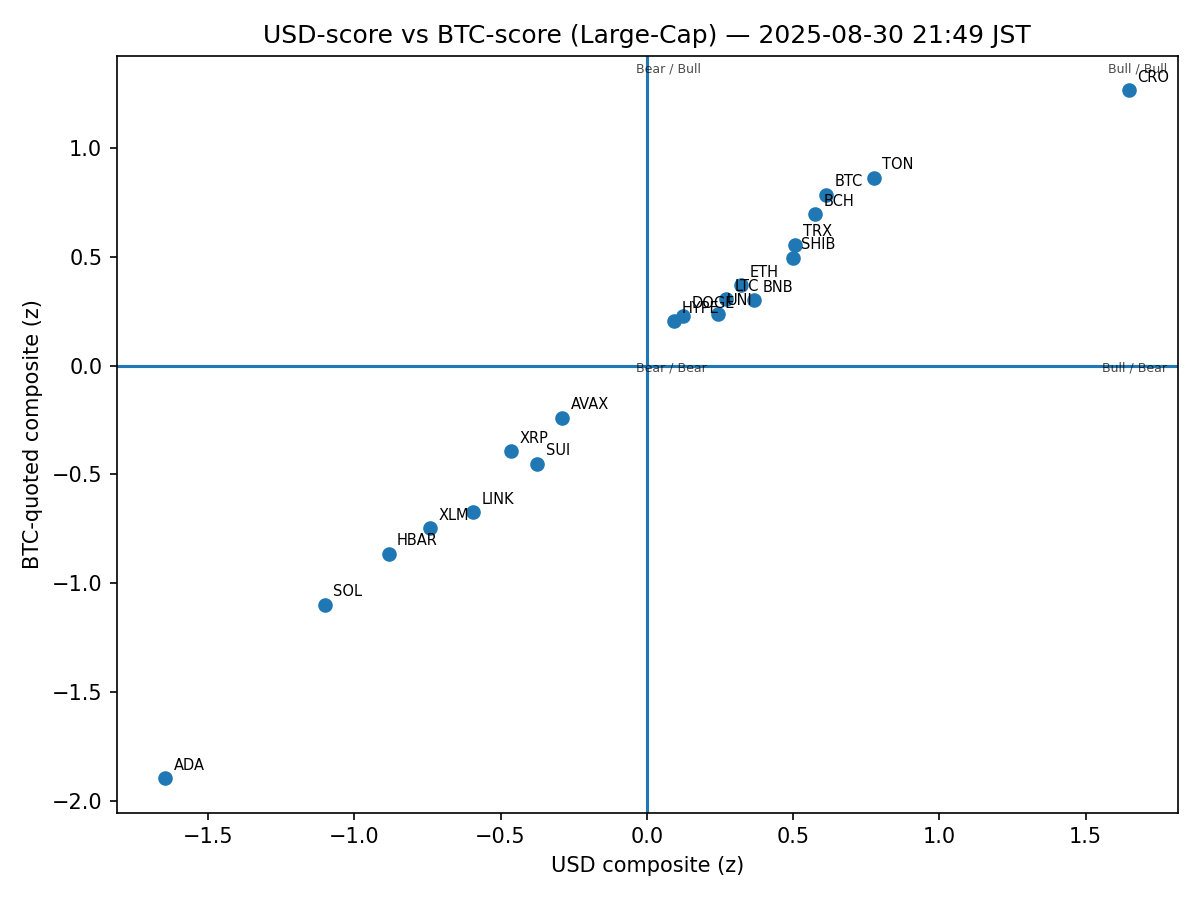 USD-score vs BTC-score (Large-Cap) — 2025-08-30 21:49 JST
Bear / Bull
Bull / Bull
CRO
TON
BTC
BCH
TRX
SHIB
ETH
LTC
BNB
DOGE
UNI
HYPE
Bear / Bear
Bull / Bear
AVAX
XRP
SUI
LINK
XLM
HBAR
SOL
ADA
1.0
0.5
0.0
−0.5
−1.0
−1.5
−2.0
BTC-quoted composite (z)
−1.5
−1.0
−0.5
0.0
0.5
1.0
1.5
USD composite (z)